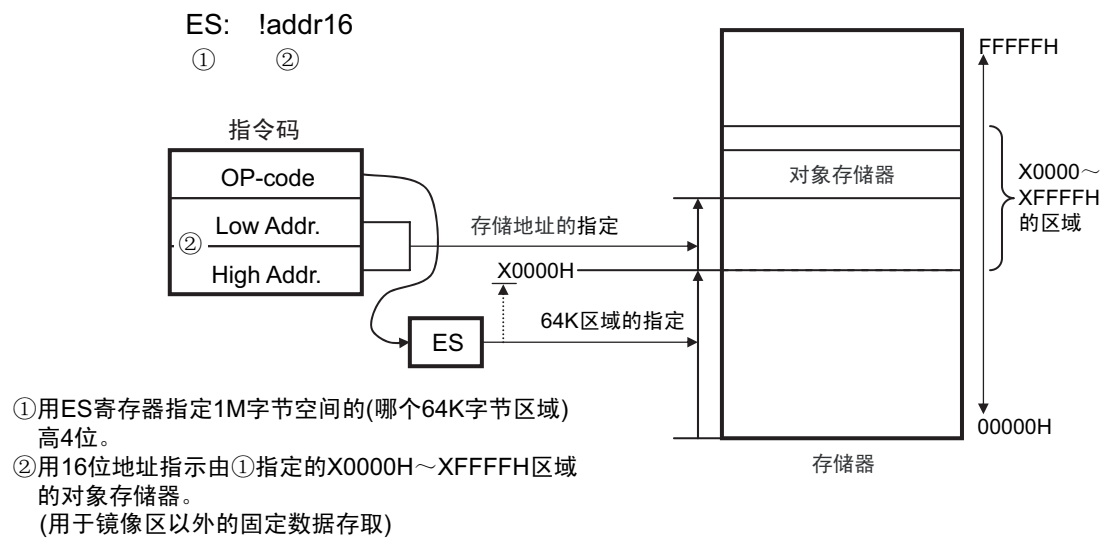 ES: !addr16
① ②
指令码
OP-code
② Low Addr.
High Addr.
ES
存储地址的指定
X0000H
64K区域的指定
FFFFFH
对象存储器
X0000～
XFFFFH
的区域
00000H
存储器
①用ES寄存器指定1M字节空间的(哪个64K字节区域)
高4位。
②用16位地址指示由①指定的X0000H～XFFFFH区域
的对象存储器。
(用于镜像区以外的固定数据存取)